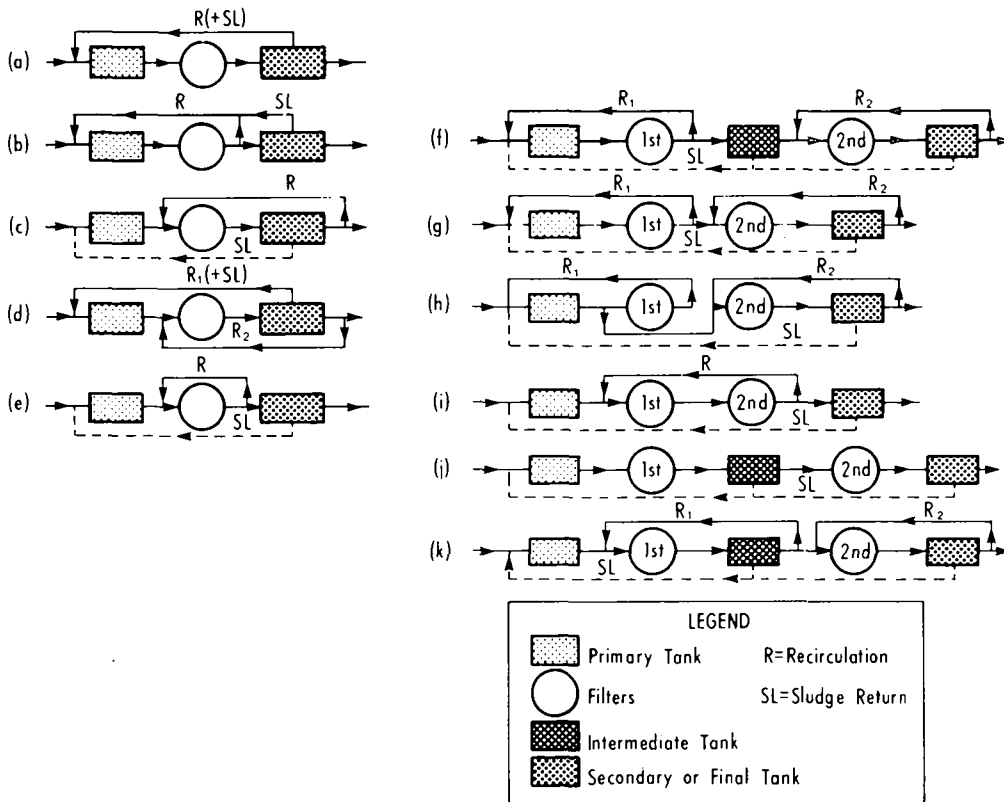 (a) R(+SL)
(b) R SL
(c) R SL
(d) R₁(+SL) R₂
(e) R SL
(f) R₁ 1st SL R₂ 2nd
(g) R₁ 1st SL R₂ 2nd
(h) R₁ 1st R₂ 2nd SL
(i) R 1st 2nd SL
(j) 1st SL 2nd
(k) R₁ 1st SL R₂ 2nd
LEGEND
Primary Tank R=Recirculation
Filters SL=Sludge Return
Intermediate Tank
Secondary or Final Tank